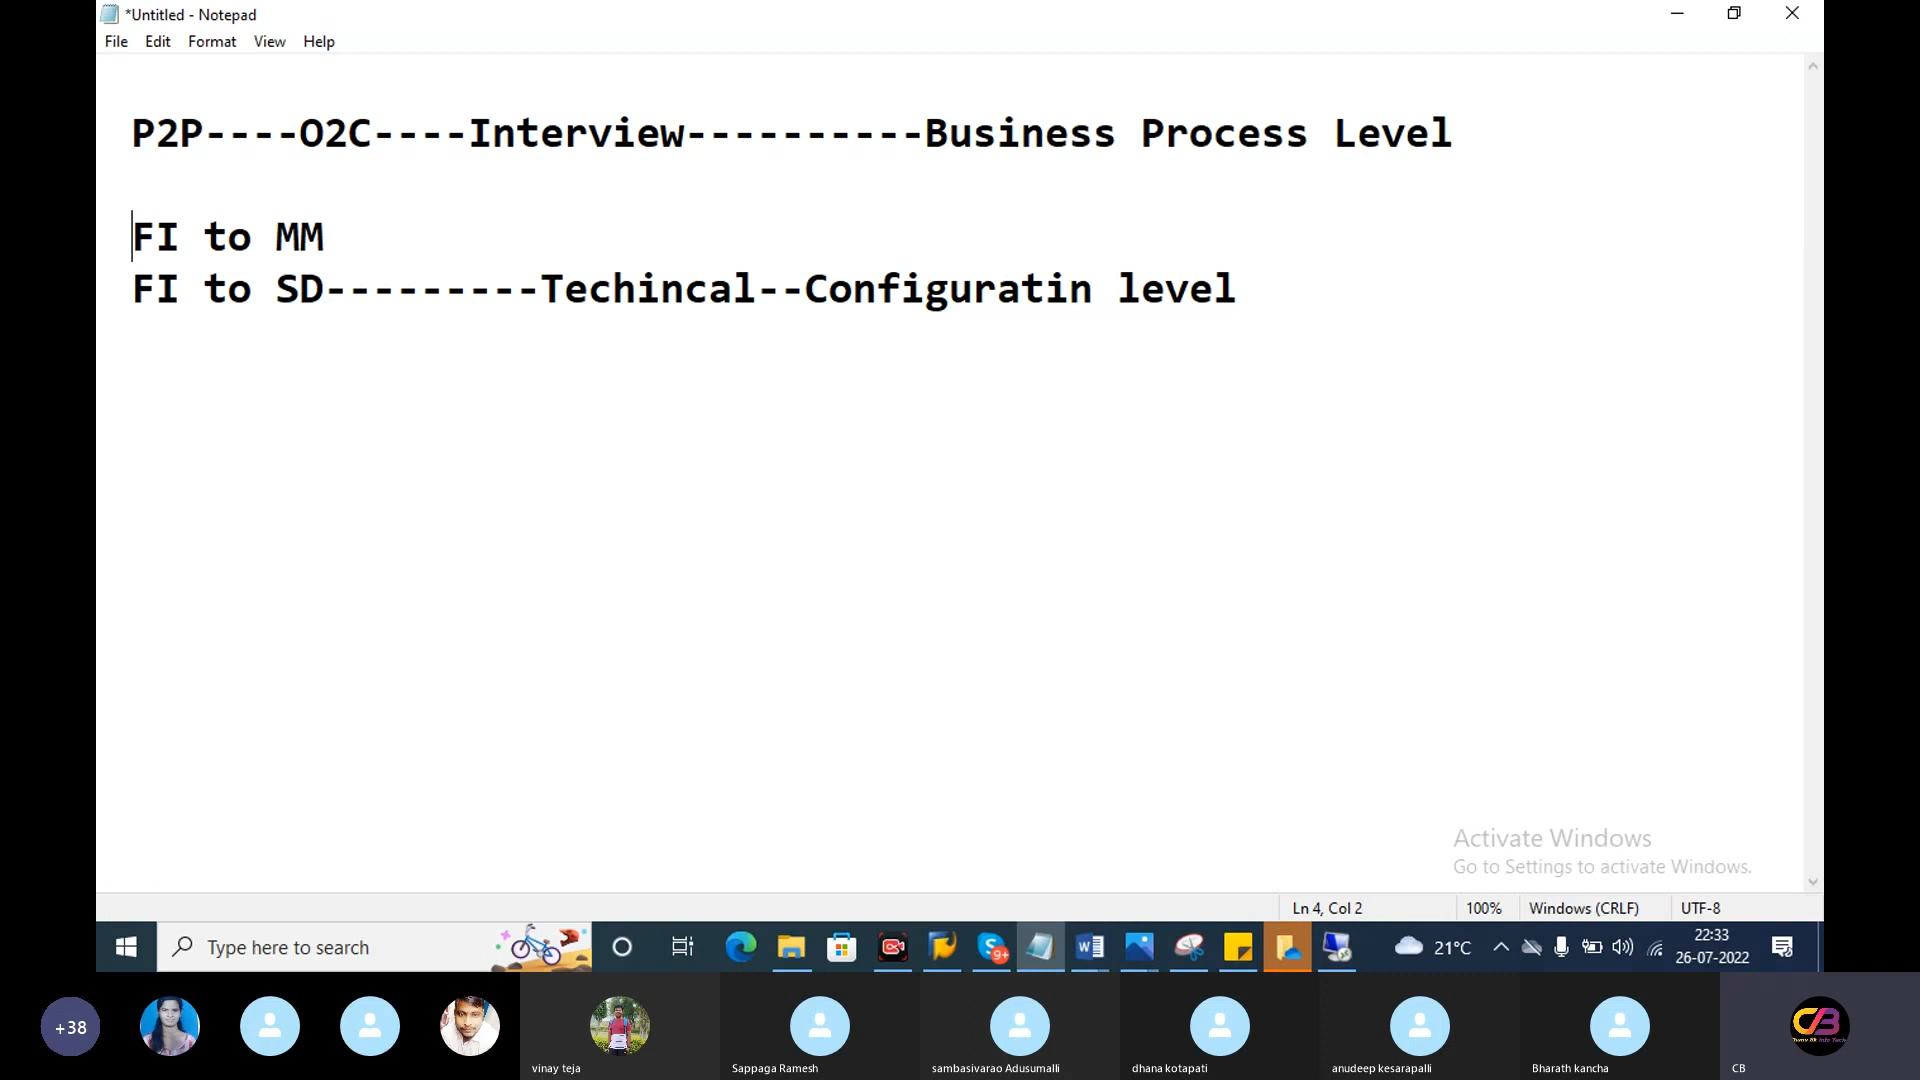 *Untitled - Notepad
File Edit Format View Help
P2P----O2C----Interview----------Business Process Level
FI to MM
FI to SD---------Techincal--Configuratin level
Activate Windows
Go to Settings to activate Windows.
Ln 4, Col 2 100% Windows (CRLF) UTF-8
Type here to search
9+
21°C
22:33
26-07-2022
+38
vinay teja
Sappaga Ramesh
sambasivarao Adusumalli
dhana kotapati
anudeep kesarapalli
Bharath kancha
CB